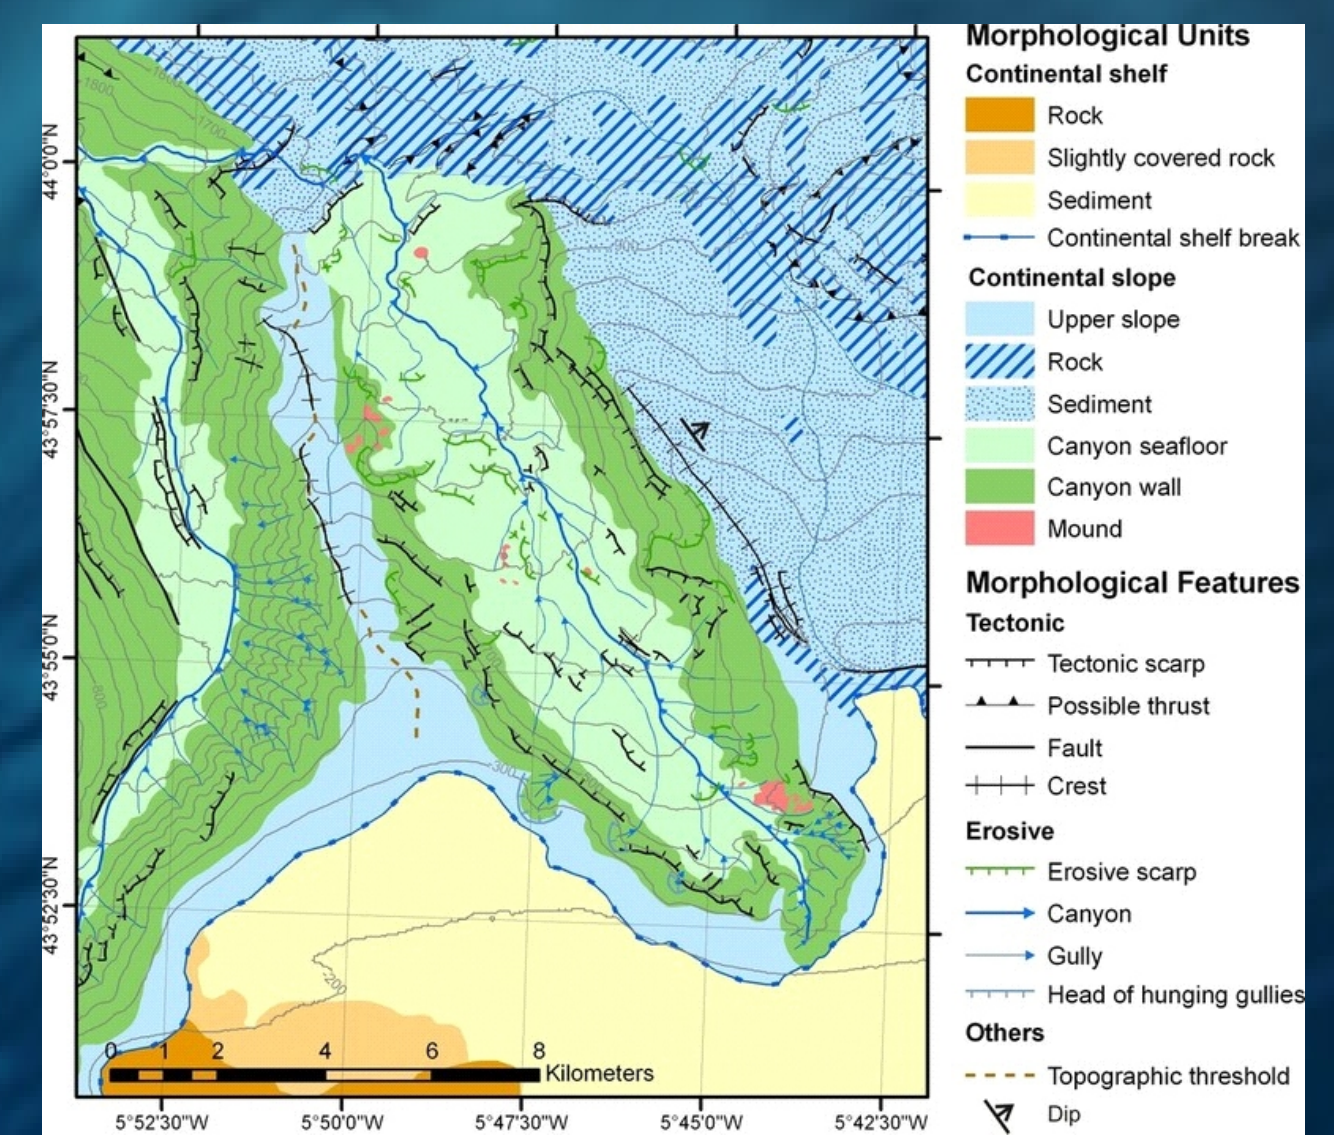 Morphological Units
Continental shelf
Rock
Slightly covered rock
Sediment
Continental shelf break
Continental slope
Upper slope
Rock
Sediment
Canyon seafloor
Canyon wall
Mound
Morphological Features
Tectonic
Tectonic scarp
Possible thrust
Fault
Crest
Erosive
Erosive scarp
Canyon
Gully
Head of hunging gullies
Others
Topographic threshold
Dip
44°0'0"N
43°57'30"N
43°55'0"N
43°52'30"N
-1800
-1700
-900
-800
-300
-200
0 1 2 4 6 8
Kilometers
5°52'30"W 5°50'0"W 5°47'30"W 5°45'0"W 5°42'30"W